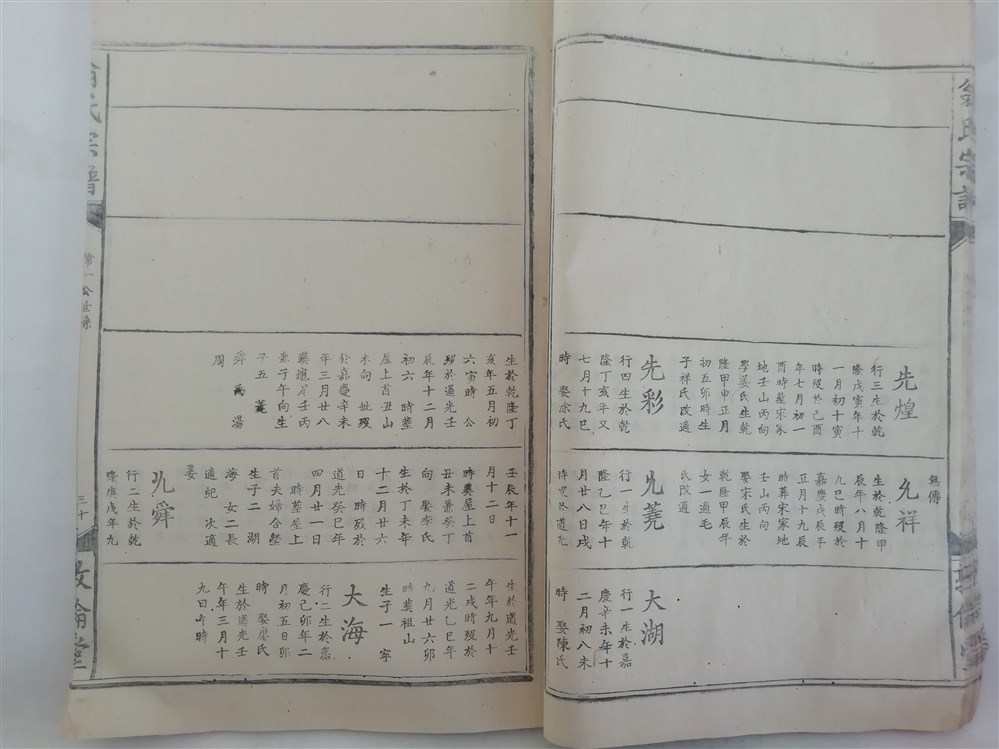 氏宗譜
先煌
行三生於乾
隆戊寅年十
一月初十寅
時歿於己酉
年七月初一
酉時葬宋家
地壬山丙向
娶姜氏生乾
隆甲申正月
初五卯時生
子祥氏改適
先彩
行四生於乾
隆丁亥年又
七月十九巳
時 娶宗氏
無傳
允祥
生於乾隆甲
辰年八月十
九巳時歿於
嘉慶戊辰年
正月十九辰
時葬宋家地
壬山丙向
娶宋氏生於
乾隆甲辰年
女一適毛
氏改適
允蕘
行一生於乾
隆乙巳年十
月廿八日戌
時歿於道光
大湖
行一生於嘉
慶辛未年十
二月初八未
時 娶陳氏
敦倫堂
生於乾隆丁
亥年五月初
六寅時 公
歿於道光壬
辰年十二月
初六 時葬
屋上首丑山
未向 妣歿
於嘉慶辛未
年三月廿八
葬 壬丙
兼子午向生
子五 蕘
舜 禹 湯
周
壬辰年十一
月十二日
時葬屋上首
丑未兼癸丁
向 娶李氏
生於丁未年
十二月廿六
日 時歿於
道光癸巳年
四月廿一日
時葬屋上
首夫婦合塋
生子二 湖
海 女二長
適紀 次適
姜
允舜
行二生於乾
隆庚戌年九
生於道光壬
午年九月十
二戌時歿於
道光乙巳年
九月廿六卯
時葬祖山
生子一 寧
大海
行二生於嘉
慶己卯年二
月初五日卯
時 娶廖氏
生於道光壬
午年三月十
九日午時
氏宗譜
第一公世系
三十
敦倫堂